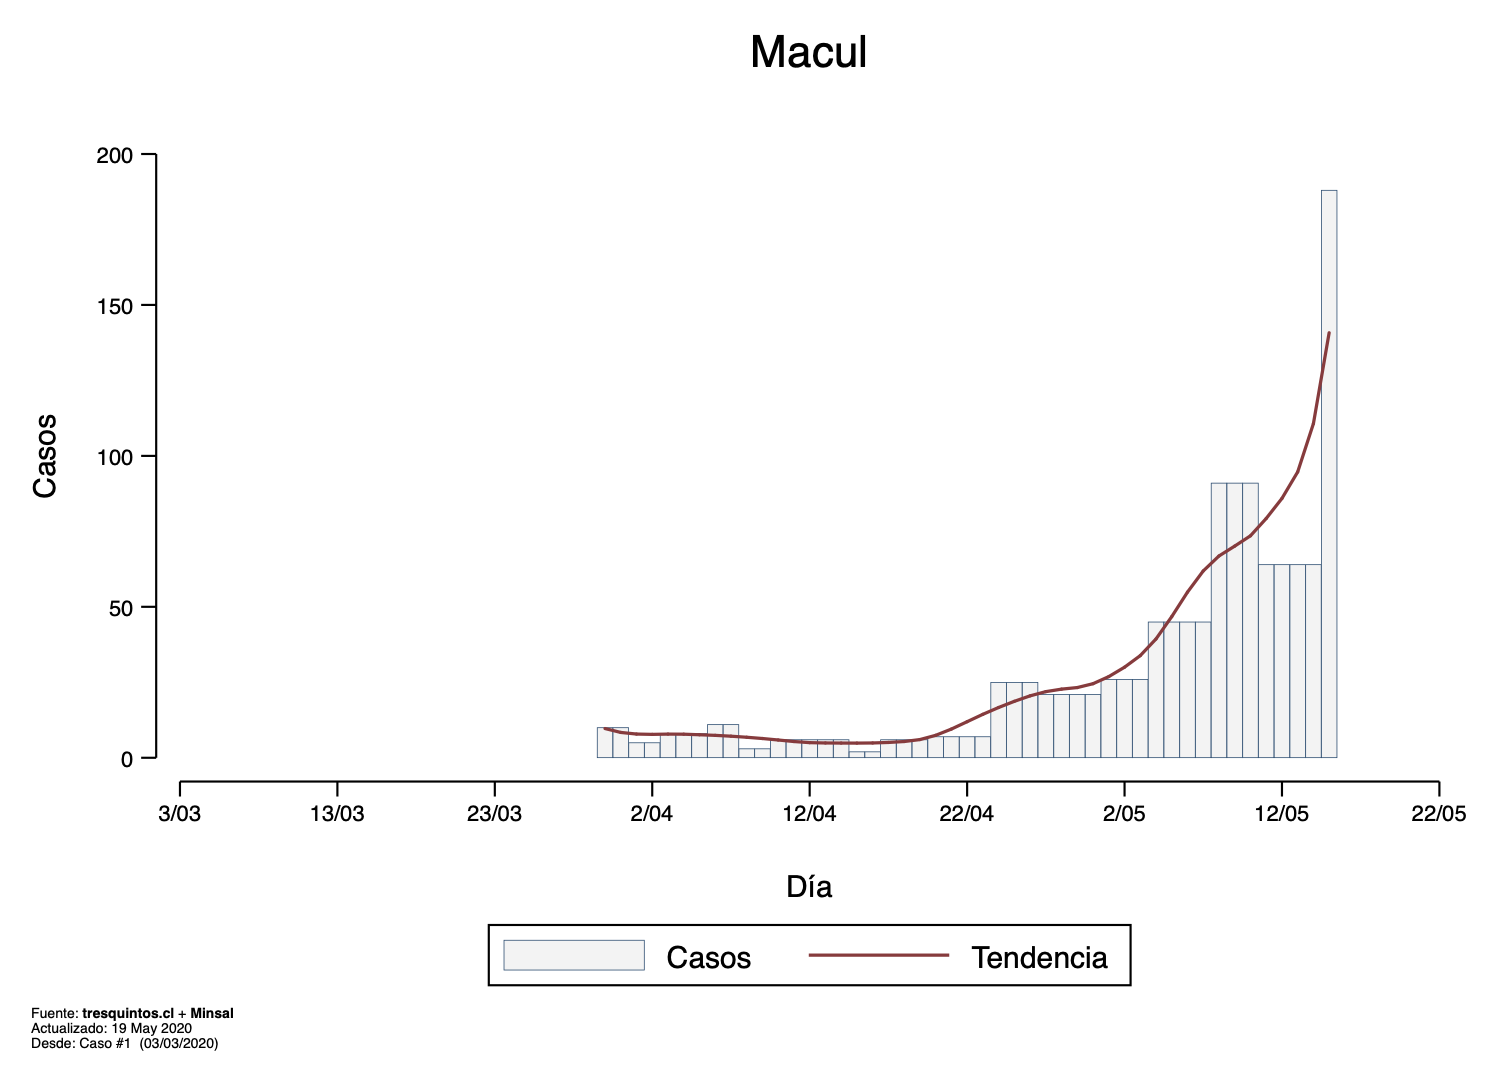 Macul
200
150
100
50
0
Casos
3/03 13/03 23/03 2/04 12/04 22/04 2/05 12/05 22/05
Día
Casos Tendencia
Fuente: tresquintos.cl + Minsal
Actualizado: 19 May 2020
Desde: Caso #1 (03/03/2020)